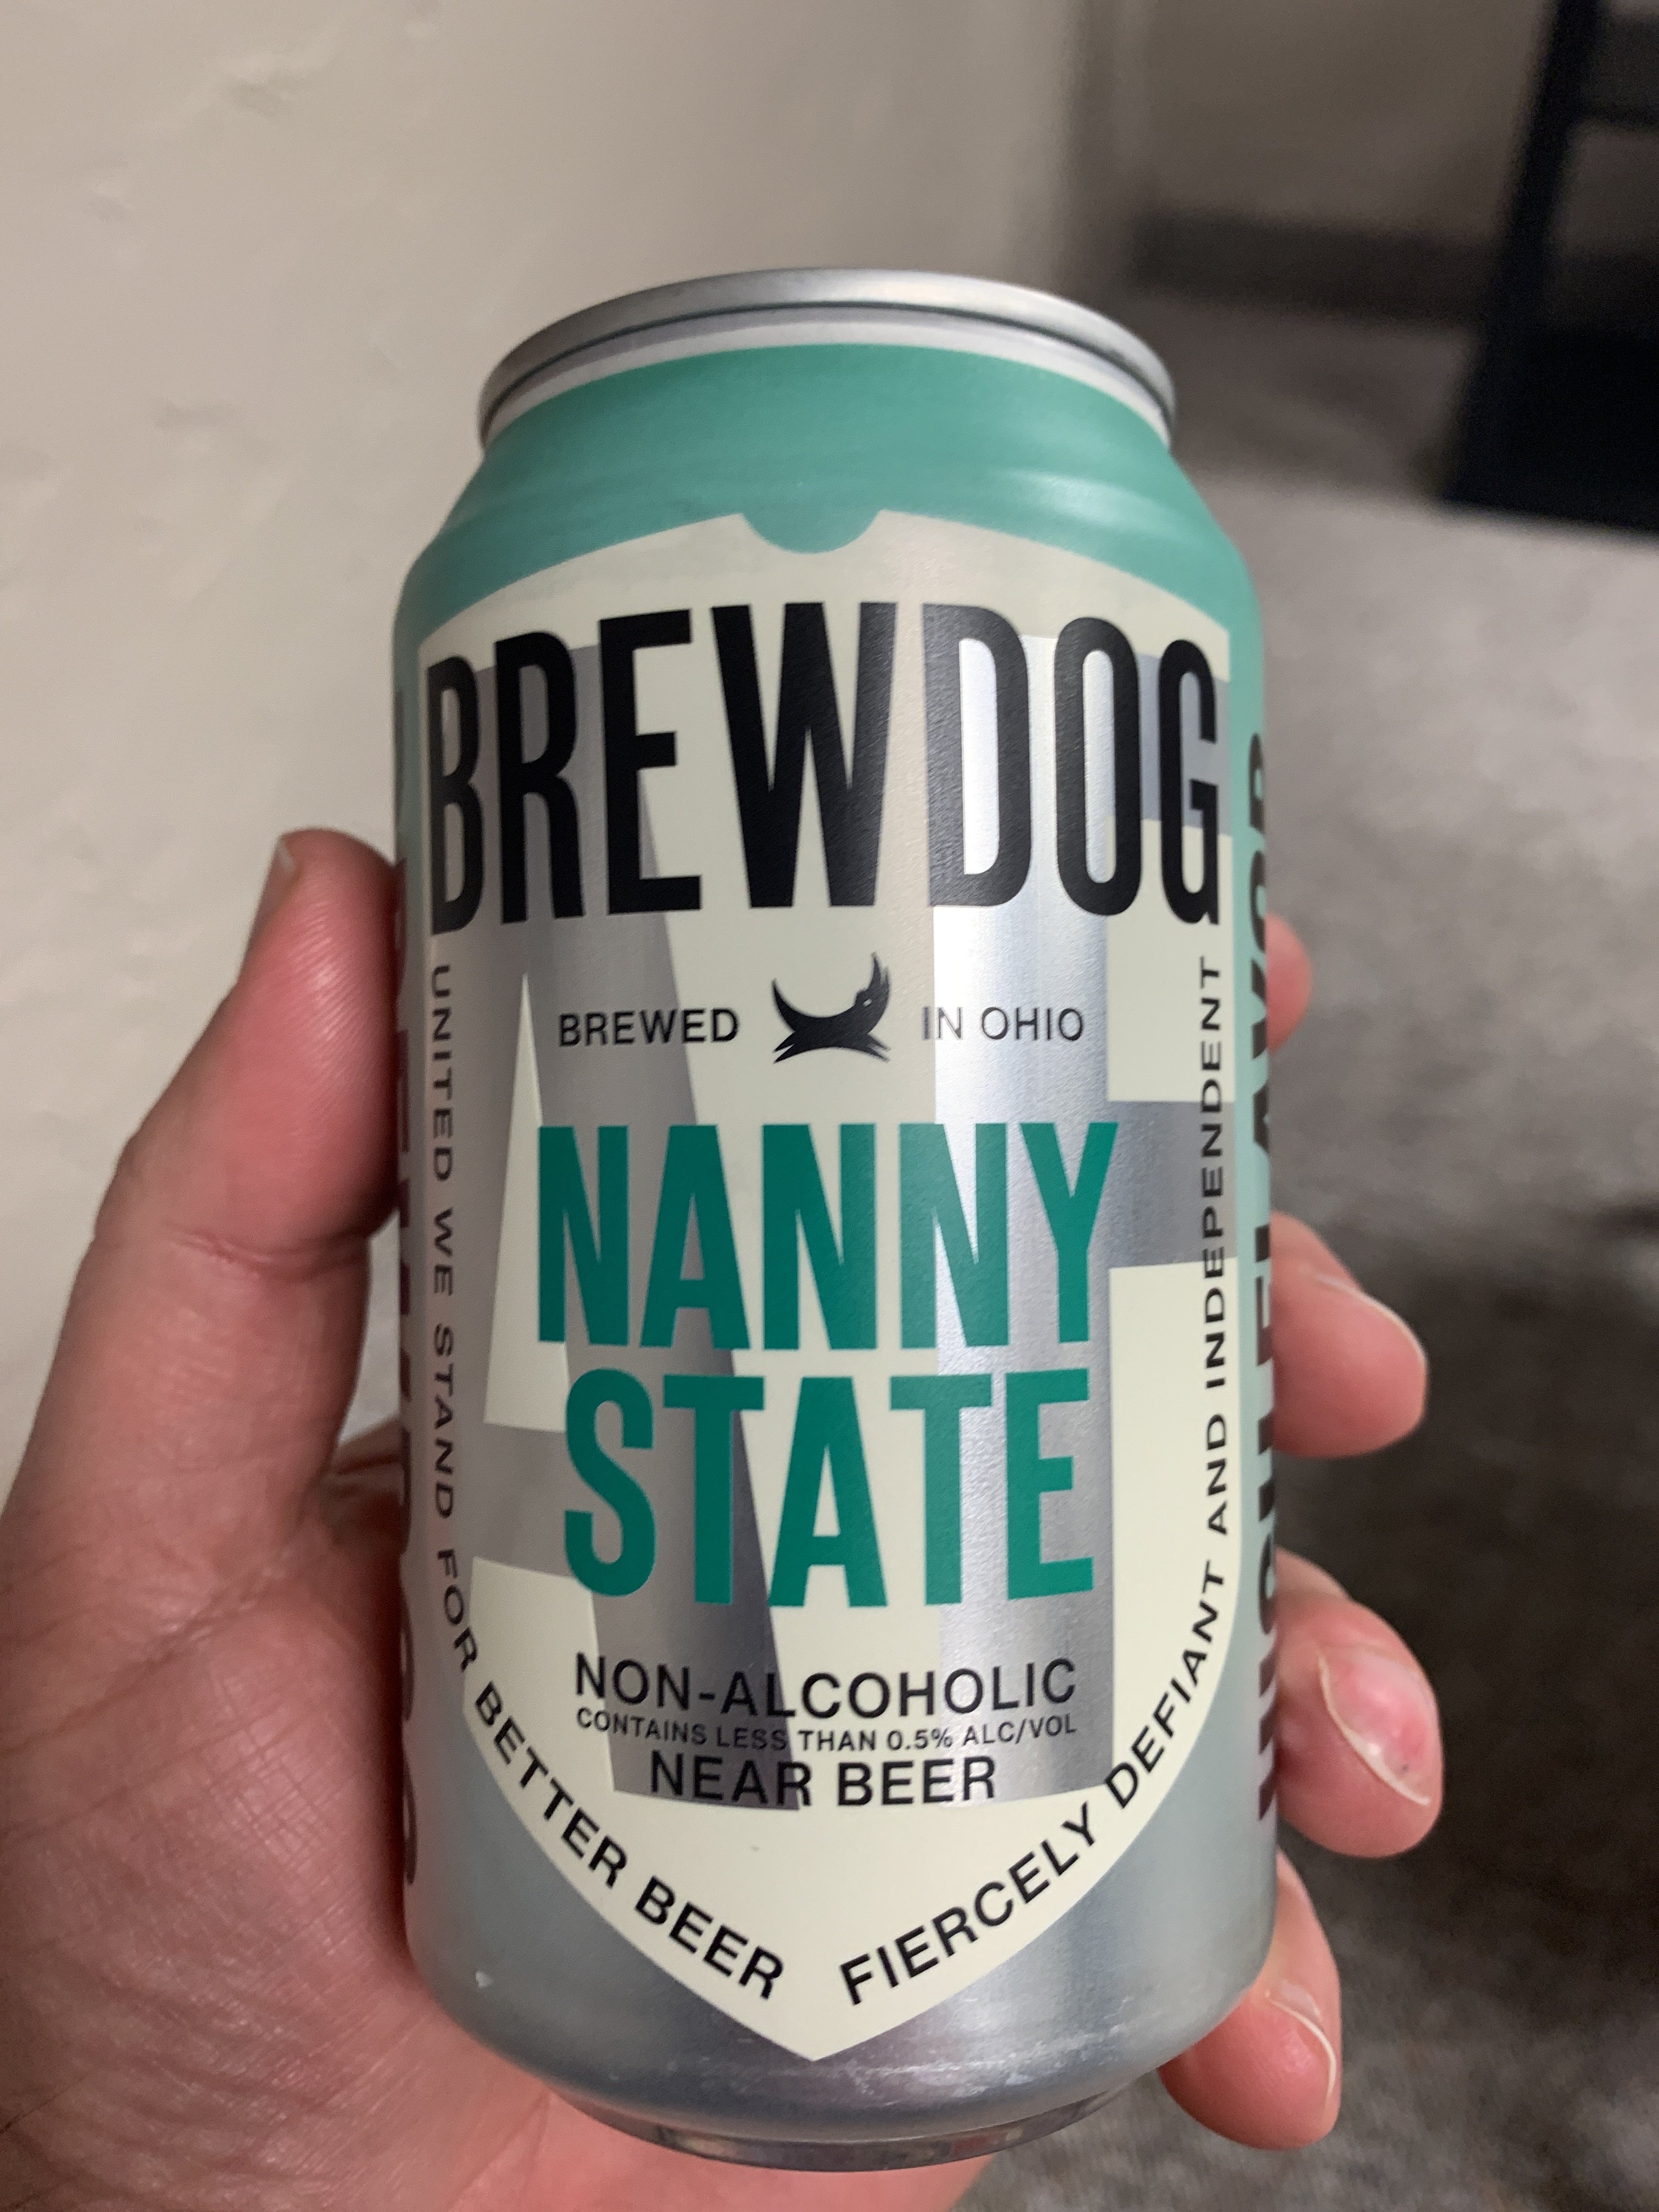 BREWDOG
BREWED IN OHIO
NANNY
STATE
NON-ALCOHOLIC
CONTAINS LESS THAN 0.5% ALC/VOL
NEAR BEER
UNITED WE STAND FOR BETTER BEER
FIERCELY DEFIANT AND INDEPENDENT